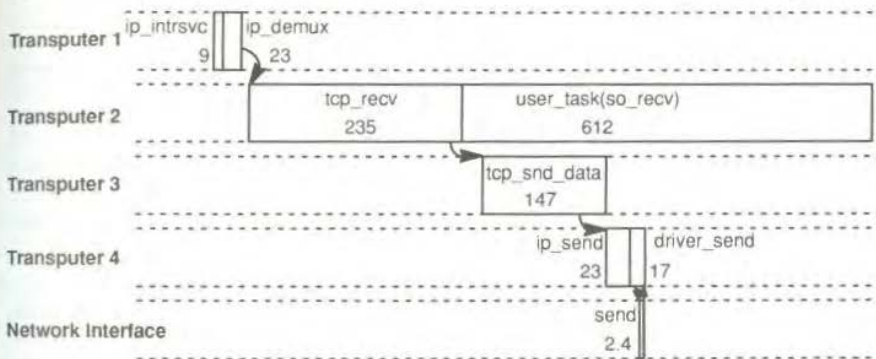 Transputer 1
ip_intrsvc
ip_demux
9
23
Transputer 2
tcp_recv
user_task(so_recv)
235
612
Transputer 3
tcp_snd_data
147
Transputer 4
ip_send
driver_send
23
17
Network Interface
send
2.4